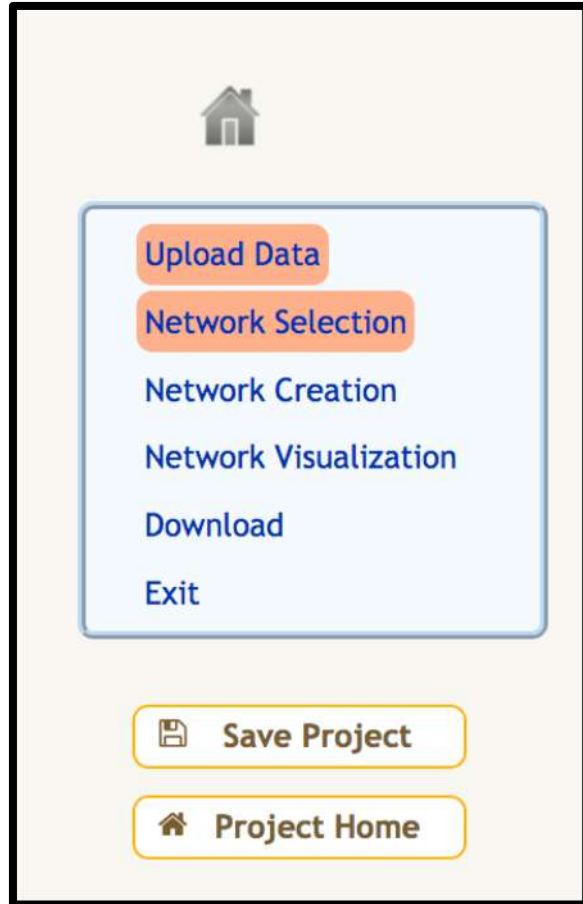 Upload Data
Network Selection
Network Creation
Network Visualization
Download
Exit
Save Project
Project Home